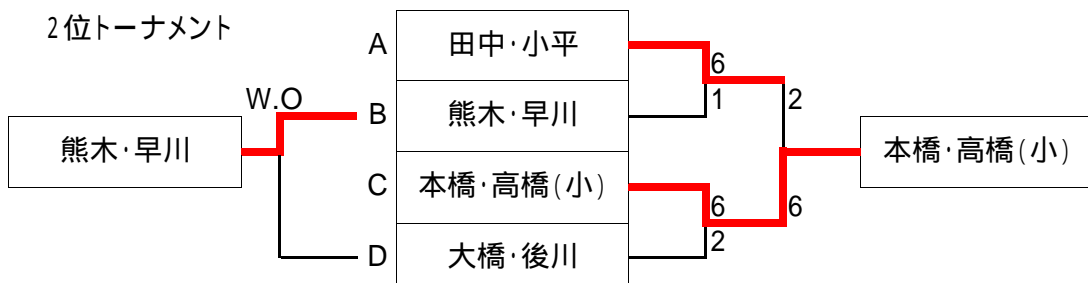 2位トーナメント
A 田中･小平
6
1
2
W.O
B 熊木･早川
熊木･早川
本橋･高橋(小)
C 本橋･高橋(小)
6
2
6
D 大橋･後川